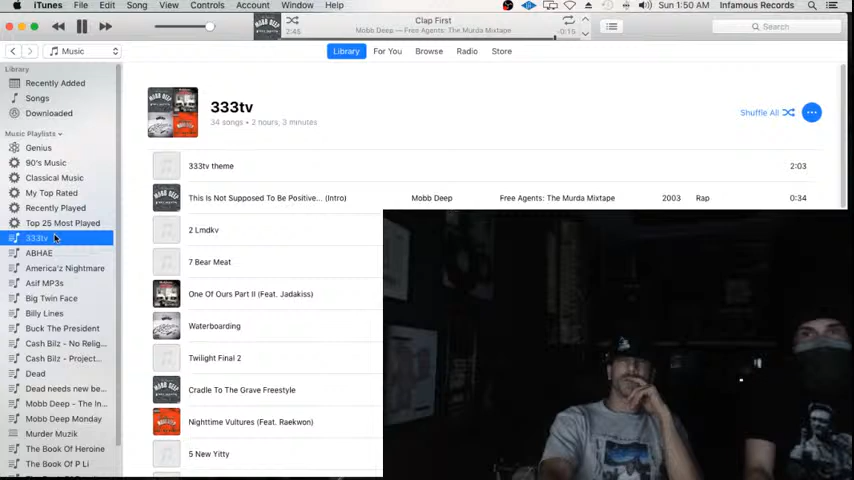 iTunes File Edit Song View Controls Account Window Help Sun 1:50 AM Infamous Records
Clap First
Mobb Deep — Free Agents: The Murda Mixtape
2:45 -0:15
Search
Music Library For You Browse Radio Store
Library
Recently Added
Songs
Downloaded
Music Playlists
Genius
90's Music
Classical Music
My Top Rated
Recently Played
Top 25 Most Played
333tv
ABHAE
America'z Nightmare
Asif MP3s
Big Twin Face
Billy Lines
Buck The President
Cash Bilz - No Relig...
Cash Bilz - Project...
Dead
Dead needs new be...
Mobb Deep - The In...
Mobb Deep Monday
Murder Muzik
The Book Of Heroine
The Book Of P Li
333tv
34 songs • 2 hours, 3 minutes
Shuffle All
333tv theme 2:03
This Is Not Supposed To Be Positive... (Intro) Mobb Deep Free Agents: The Murda Mixtape 2003 Rap 0:34
2 Lmdkv
7 Bear Meat
One Of Ours Part II (Feat. Jadakiss)
Waterboarding
Twilight Final 2
Cradle To The Grave Freestyle
Nighttime Vultures (Feat. Raekwon)
5 New Yitty